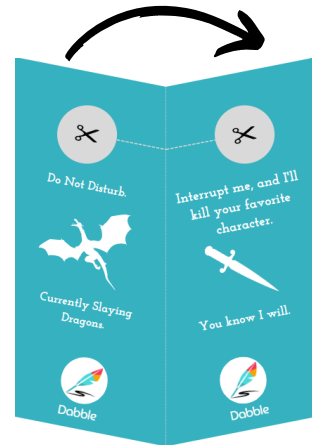 Do Not Disturb.
Currently Slaying
Dragons.
Dabble
Interrupt me, and I'll
kill your favorite
character.
You know I will.
Dabble